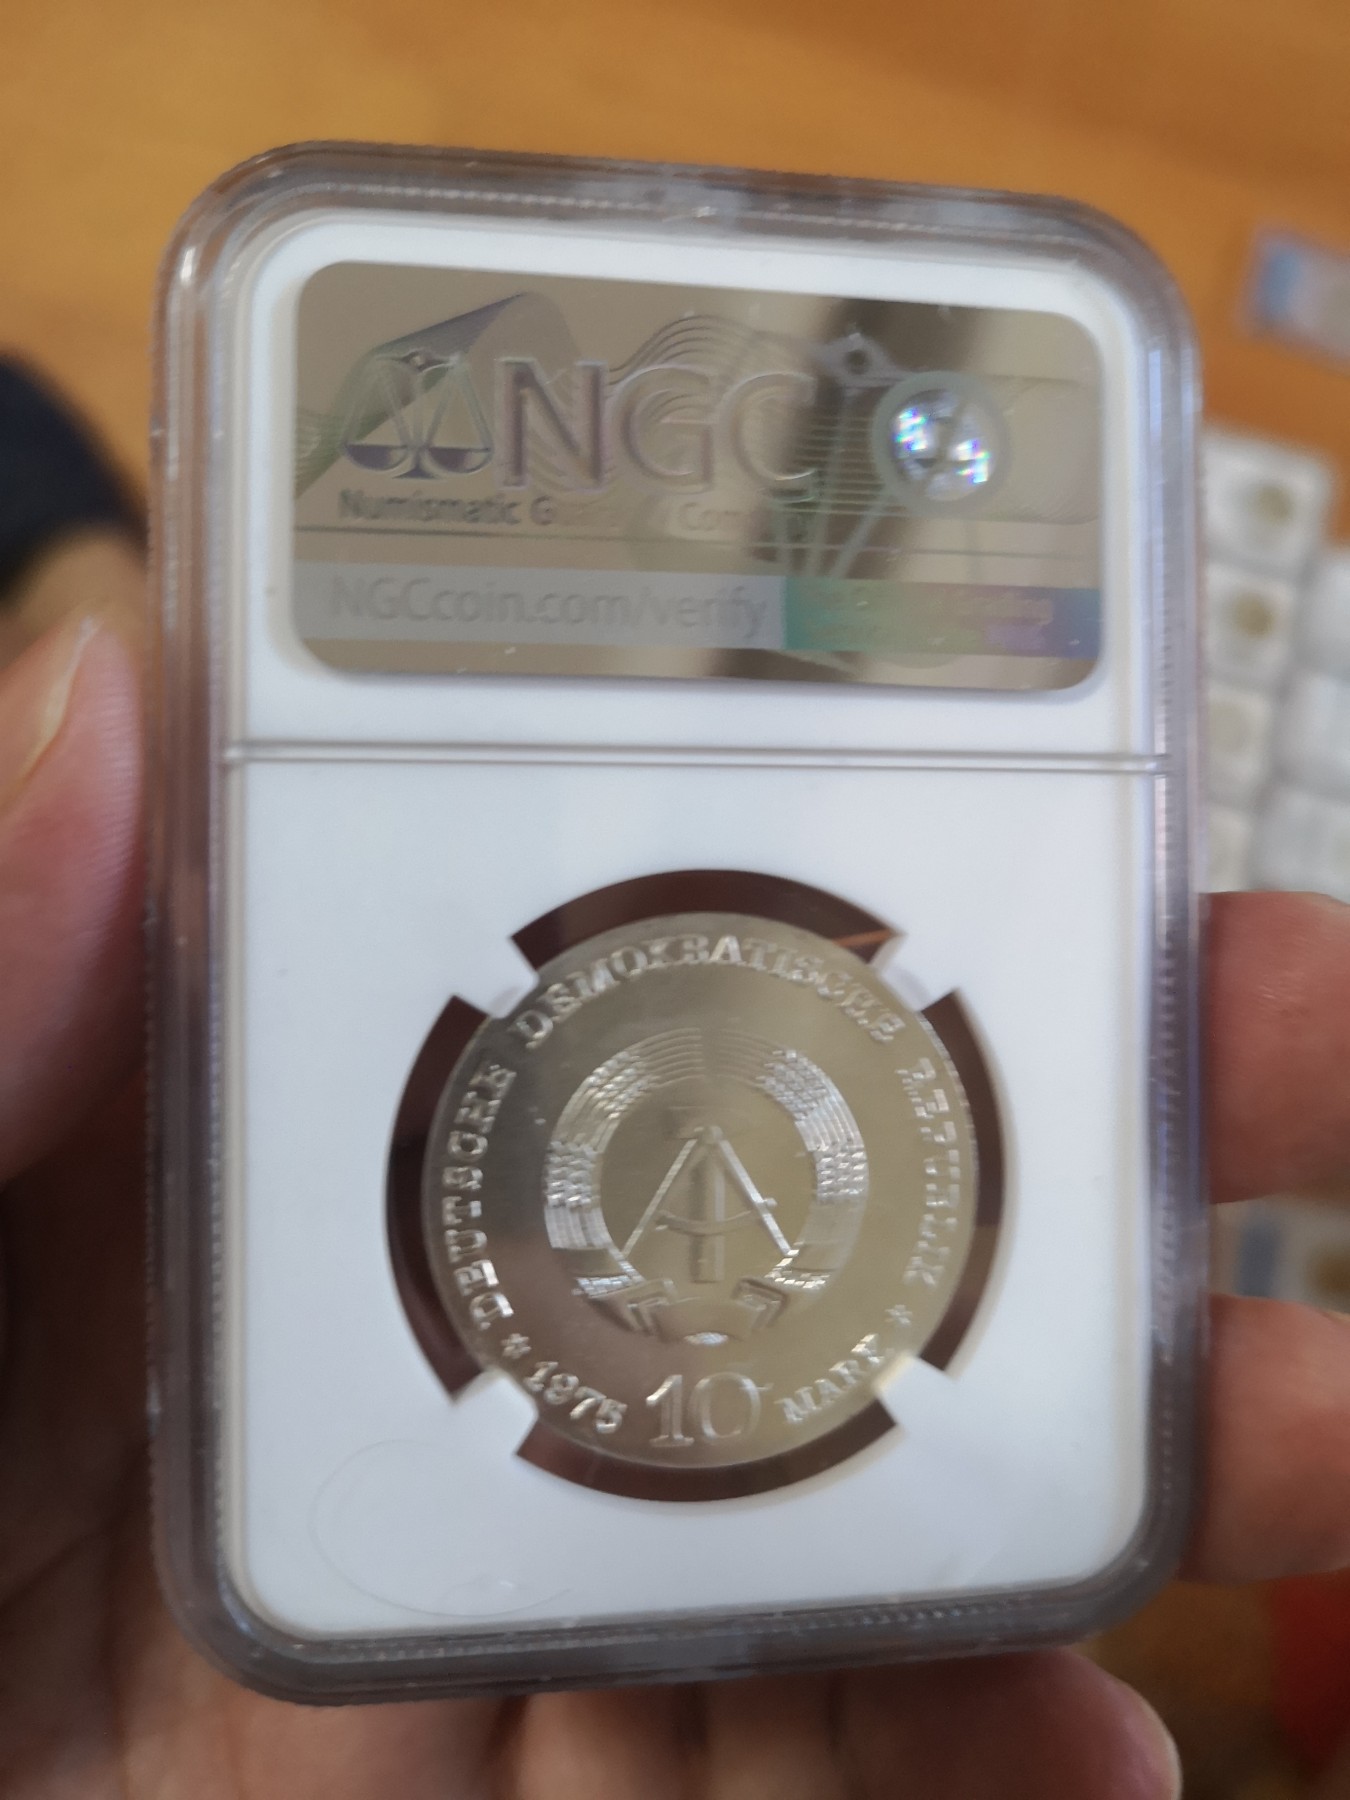 NGC
Numismatic
NGCcoin.com/verify
DEUTSCHE DEMOKRATISCHE REPUBLIK
* 1975 10 MARK *